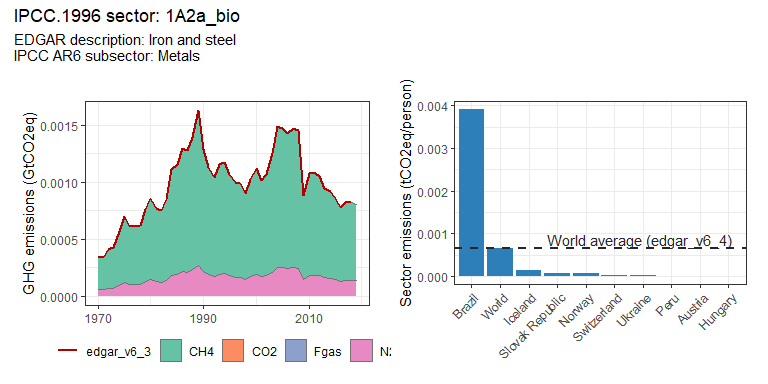 IPCC.1996 sector: 1A2a_bio
EDGAR description: Iron and steel
IPCC AR6 subsector: Metals
GHG emissions (GtCO2eq)
0.0015
0.0010
0.0005
0.0000
1970
1990
2010
edgar_v6_3
CH4
CO2
Fgas
N2
Sector emissions (tCO2eq/person)
0.004
0.003
0.002
0.001
0.000
World average (edgar_v6_4)
Brazil
World
Iceland
Slovak Republic
Norway
Switzerland
Ukraine
Peru
Austria
Hungary